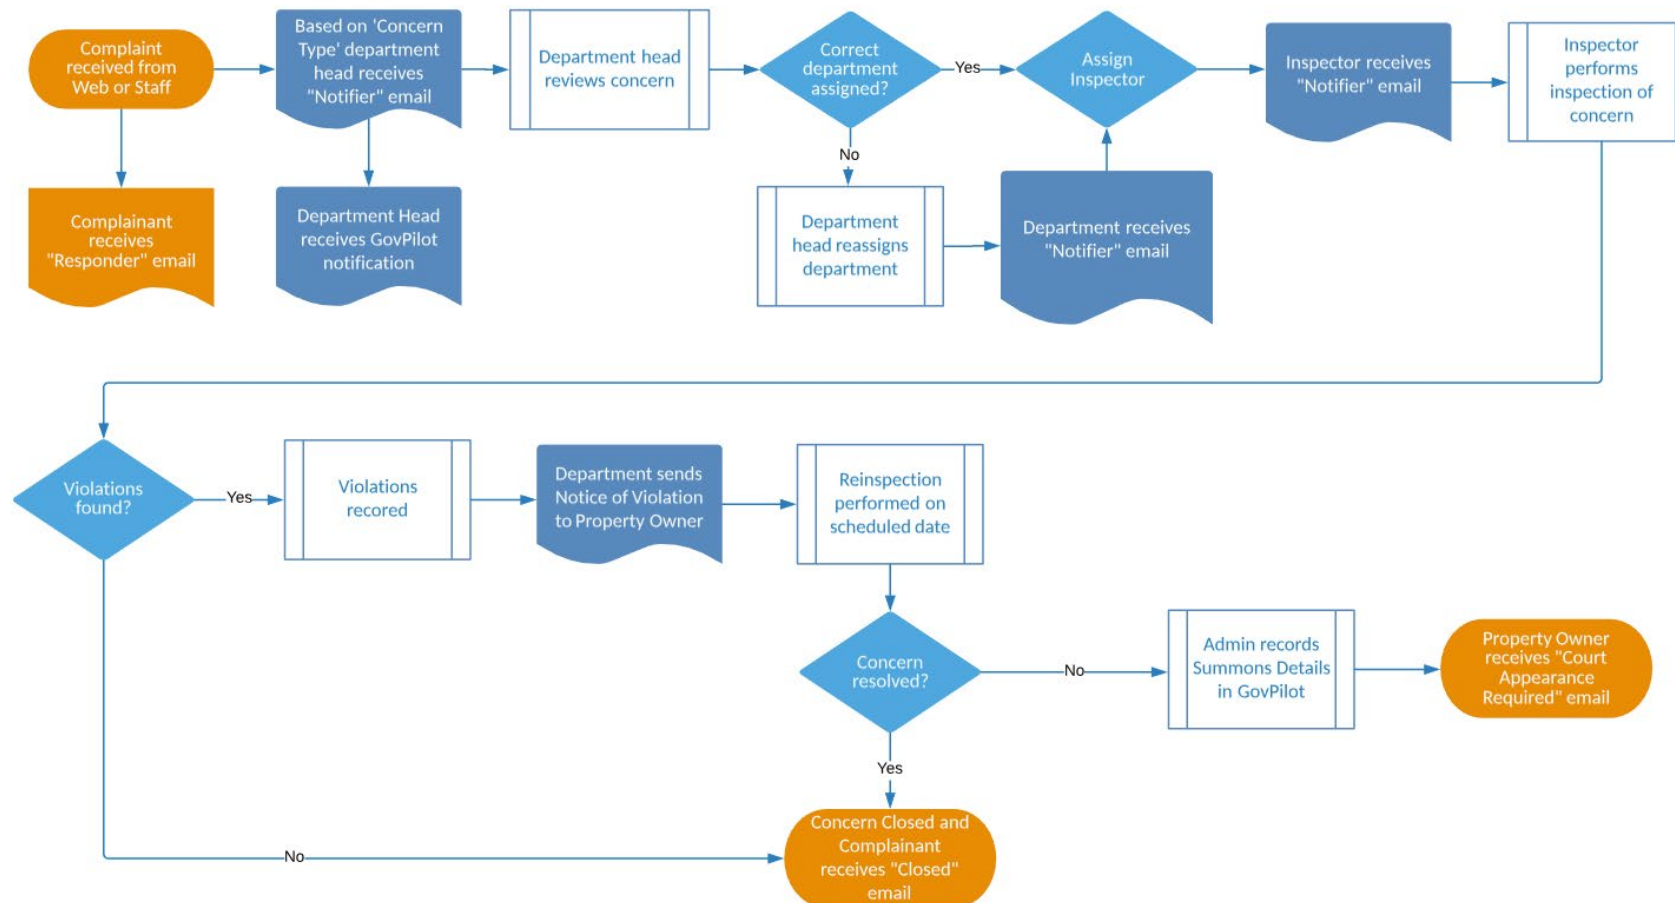 Complaint
received from
Web or Staff
Based on 'Concern
Type' department
head receives
"Notifier" email
Department head
reviews concern
Correct
department
assigned?
Yes
Assign
Inspector
Inspector receives
"Notifier" email
Inspector
performs
inspection of
concern
No
Complainant
receives
"Responder" email
Department Head
receives GovPilot
notification
Department
head reassigns
department
Department receives
"Notifier" email
Violations
found?
Yes
Violations
recored
Department sends
Notice of Violation
to Property Owner
Reinspection
performed on
scheduled date
Concern
resolved?
No
Admin records
Summons Details
in GovPilot
Property Owner
receives "Court
Appearance
Required" email
Yes
No
Concern Closed and
Complainant
receives "Closed"
email